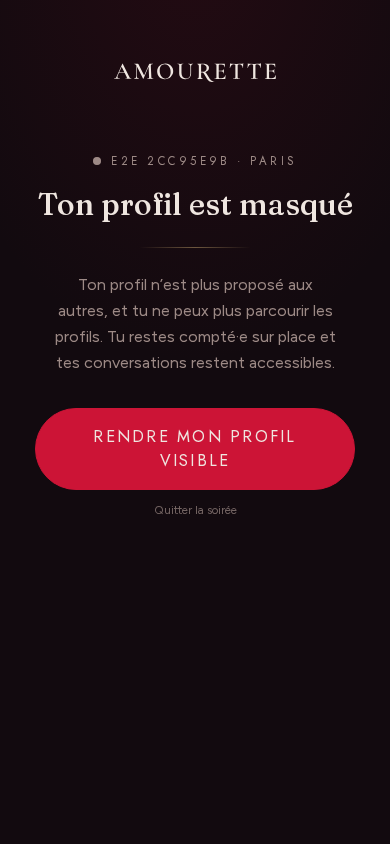 AMOURETTE
E2E 2CC95E9B · PARIS
Ton profil est masqué
Ton profil n’est plus proposé aux
autres, et tu ne peux plus parcourir les
profils. Tu restes compté·e sur place et
tes conversations restent accessibles.
RENDRE MON PROFIL
VISIBLE
Quitter la soirée